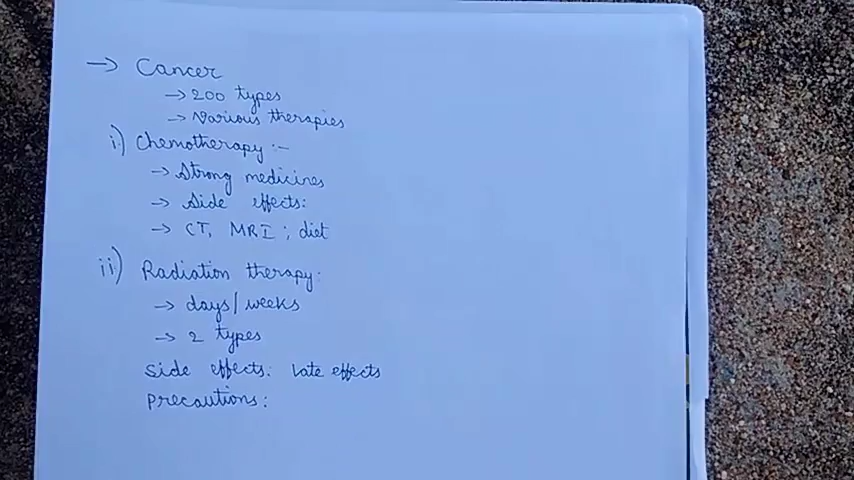 → Cancer
→ 200 types
→ Various therapies
i) Chemotherapy :-
→ Strong medicines
→ Side effects:
→ CT, MRI ; diet
ii) Radiation therapy:
→ days/weeks
→ 2 types
Side effects: Late effects
Precautions: